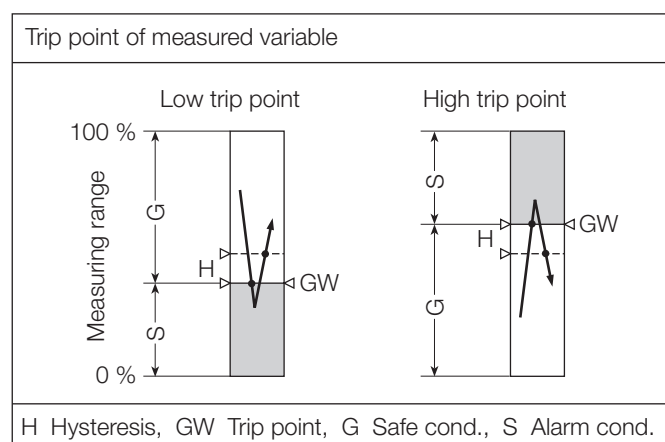 Trip point of measured variable
Low trip point
High trip point
100 %
Measuring range
0 %
G
S
H
GW
S
G
H
GW
H Hysteresis, GW Trip point, G Safe cond., S Alarm cond.